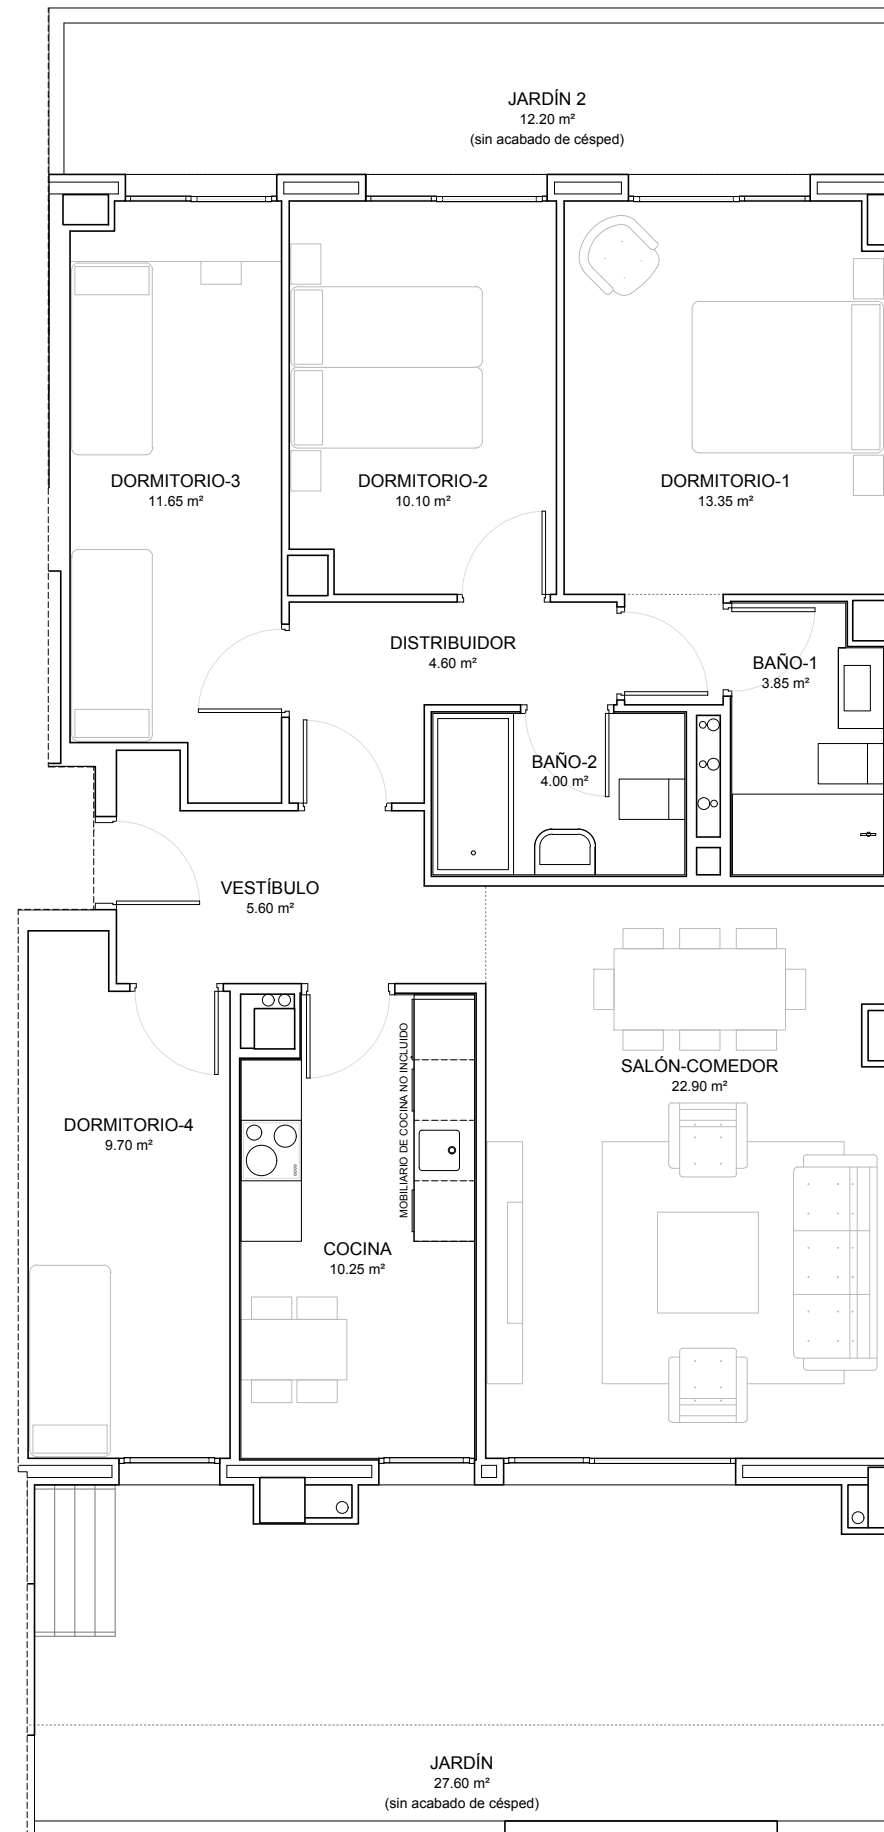 JARDÍN 2
12.20 m²
(sin acabado de césped)
DORMITORIO-3
11.65 m²
DORMITORIO-2
10.10 m²
DORMITORIO-1
13.35 m²
DISTRIBUIDOR
4.60 m²
BAÑO-1
3.85 m²
BAÑO-2
4.00 m²
VESTÍBULO
5.60 m²
MOBILIARIO DE COCINA NO INCLUIDO
SALÓN-COMEDOR
22.90 m²
DORMITORIO-4
9.70 m²
COCINA
10.25 m²
JARDÍN
27.60 m²
(sin acabado de césped)